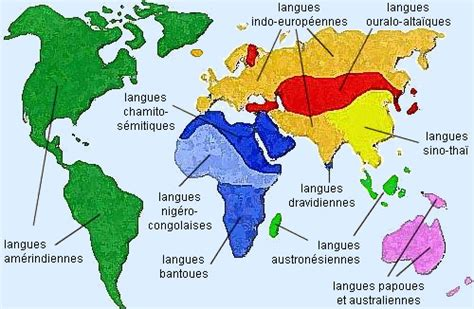 langues
indo-européennes
langues
ouralo-altaïques
langues
chamito-
sémitiques
langues
sino-thaï
langues
nigéro-
congolaises
langues
dravidiennes
langues
amérindiennes
langues
bantoues
langues
austronésiennes
langues papoues
et australiennes